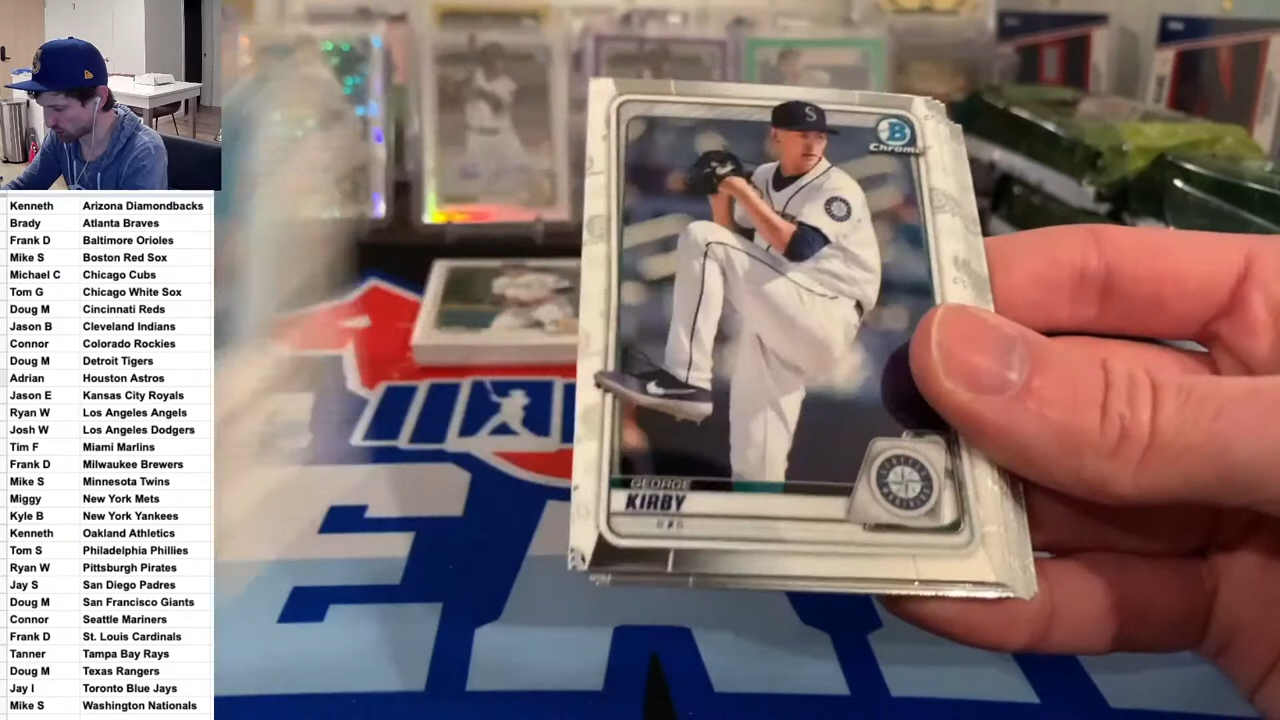 Kenneth Arizona Diamondbacks
Brady Atlanta Braves
Frank D Baltimore Orioles
Mike S Boston Red Sox
Michael C Chicago Cubs
Tom G Chicago White Sox
Doug M Cincinnati Reds
Jason B Cleveland Indians
Connor Colorado Rockies
Doug M Detroit Tigers
Adrian Houston Astros
Jason E Kansas City Royals
Ryan W Los Angeles Angels
Josh W Los Angeles Dodgers
Tim F Miami Marlins
Frank D Milwaukee Brewers
Mike S Minnesota Twins
Miggy New York Mets
Kyle B New York Yankees
Kenneth Oakland Athletics
Tom S Philadelphia Phillies
Ryan W Pittsburgh Pirates
Jay S San Diego Padres
Doug M San Francisco Giants
Connor Seattle Mariners
Frank D St. Louis Cardinals
Tanner Tampa Bay Rays
Doug M Texas Rangers
Jay I Toronto Blue Jays
Mike S Washington Nationals
S
B
Chrome
GEORGE
KIRBY